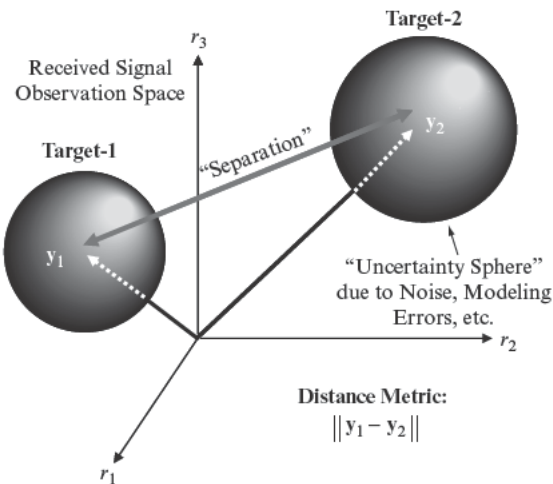 Target-2
r3
Received Signal
Observation Space
Target-1
"Separation"
y2
y1
"Uncertainty Sphere"
due to Noise, Modeling
Errors, etc.
r2
Distance Metric:
||y1 – y2||
r1